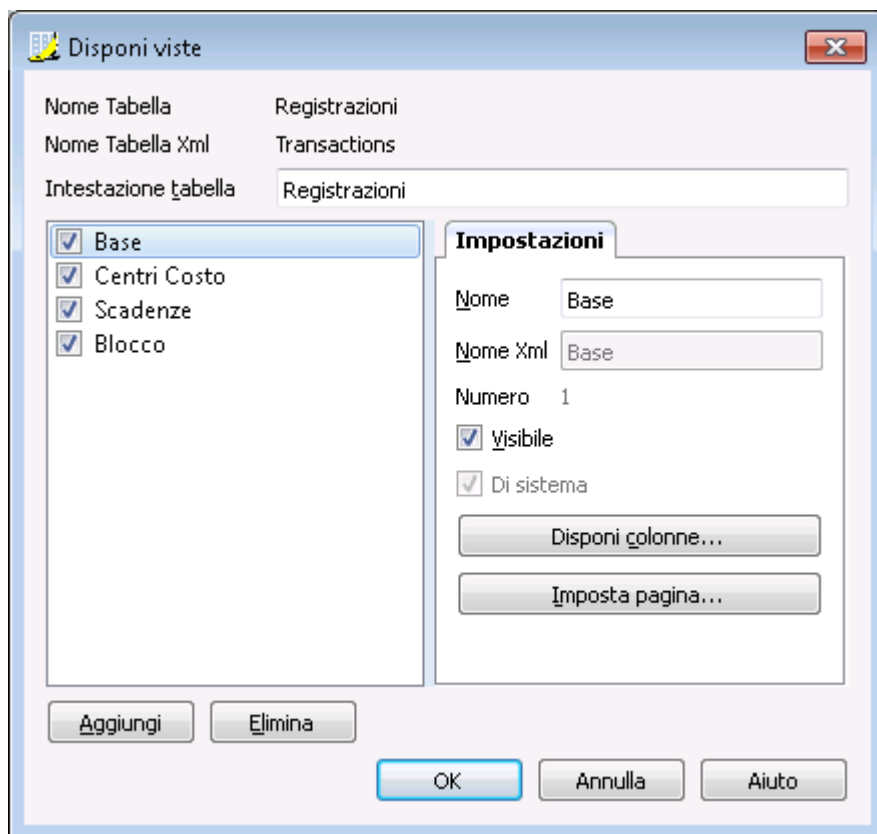 Disponi viste
Nome Tabella Registrazioni
Nome Tabella Xml Transactions
Intestazione tabella Registrazioni
Base
Centri Costo
Scadenze
Blocco
Impostazioni
Nome Base
Nome Xml Base
Numero 1
Visibile
Di sistema
Disponi colonne...
Imposta pagina...
Aggiungi Elimina
OK Annulla Aiuto